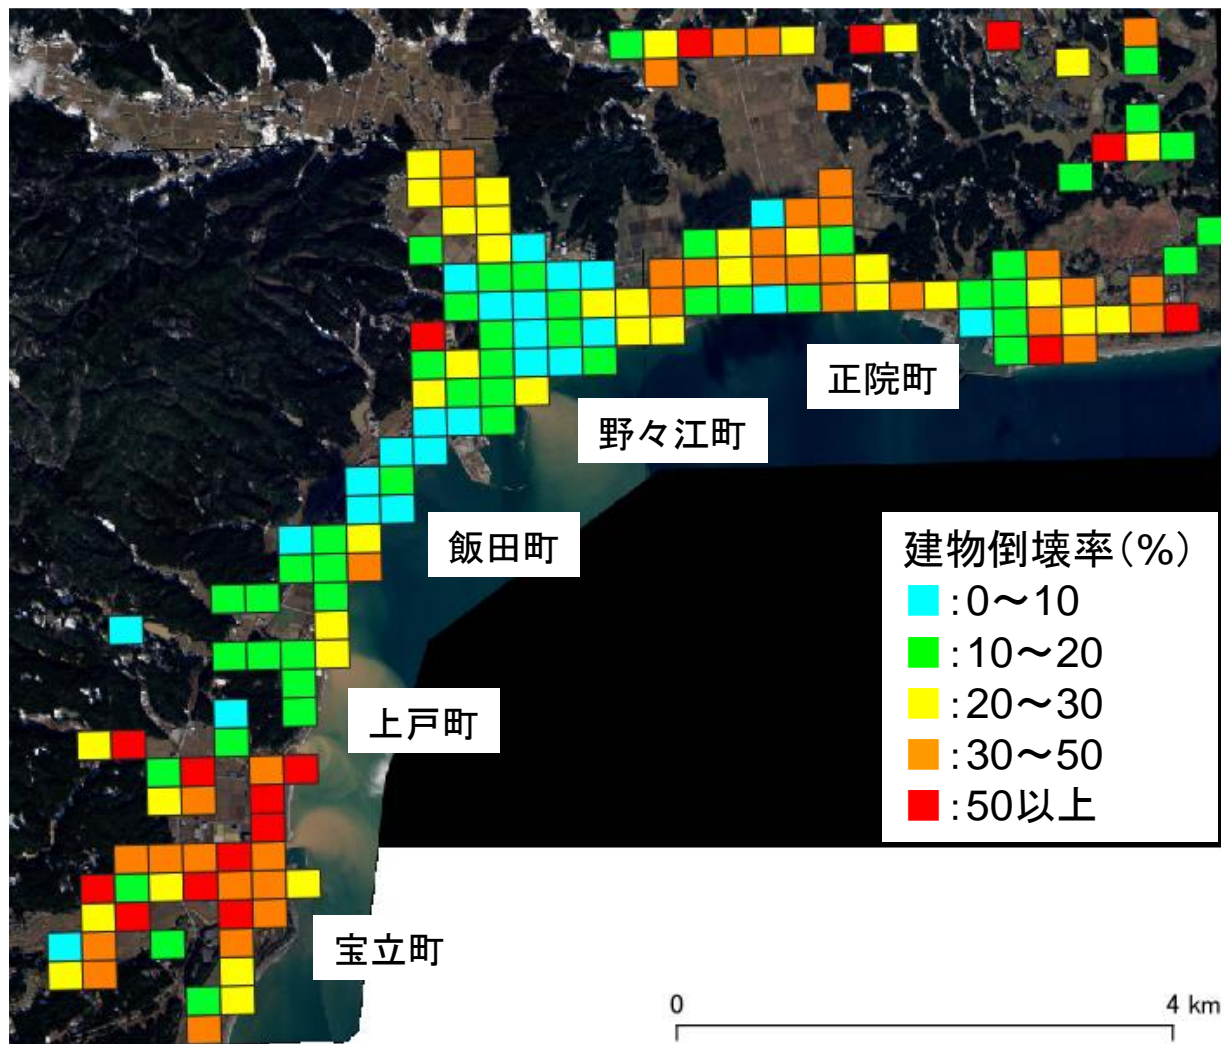 正院町
野々江町
飯田町
上戸町
宝立町
建物倒壊率(%)
:0～10
:10～20
:20～30
:30～50
:50以上
0 4 km